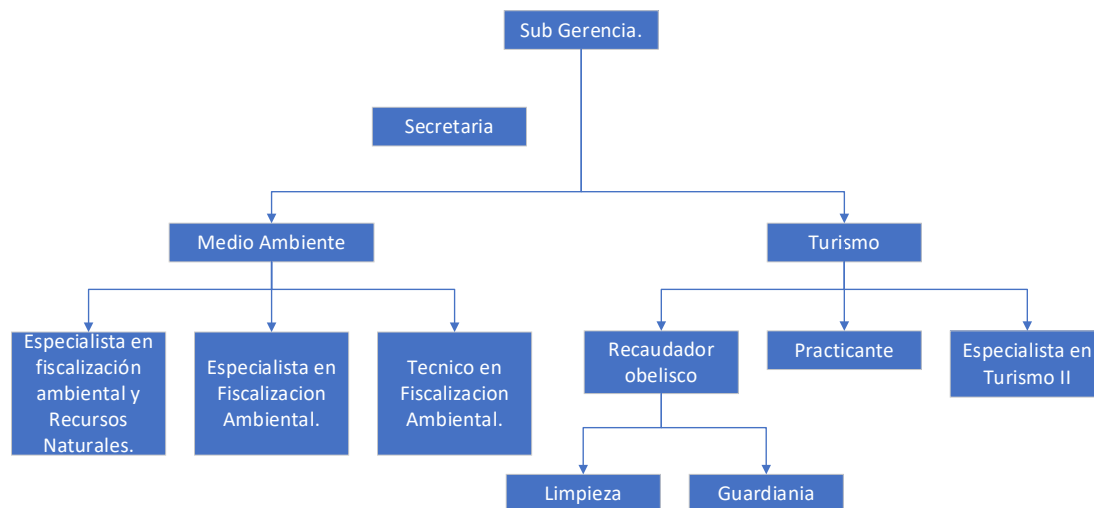 Sub Gerencia.
Secretaria
Medio Ambiente
Turismo
Especialista en
fiscalización
ambiental y
Recursos
Naturales.
Especialista en
Fiscalizacion
Ambiental.
Tecnico en
Fiscalizacion
Ambiental.
Recaudador
obelisco
Practicante
Especialista en
Turismo II
Limpieza
Guardiania